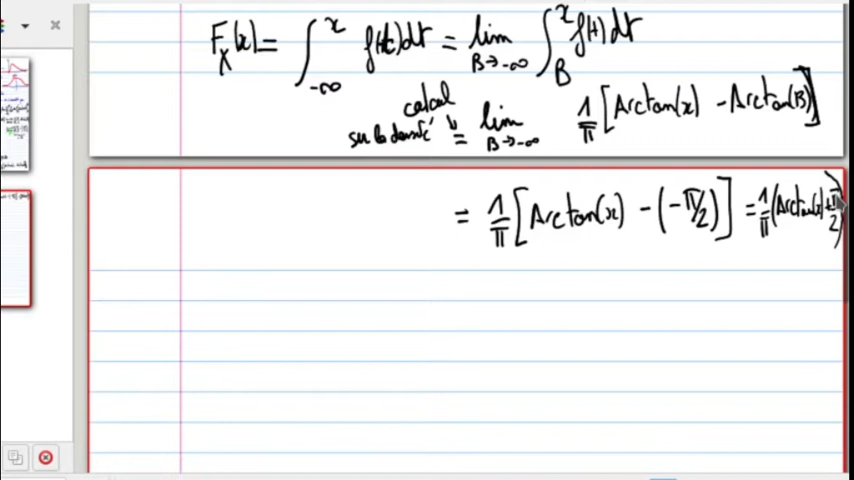 F_X(x) = ∫_{-∞}^{x} f(t)dt = lim_{B→-∞} ∫_{B}^{x} f(t)dt
calcul sur la densité
= lim_{B→-∞} 1/π [Arctan(x) - Arctan(B)]
= 1/π [Arctan(x) - (-π/2)] = 1/π (Arctan(x) + π/2)